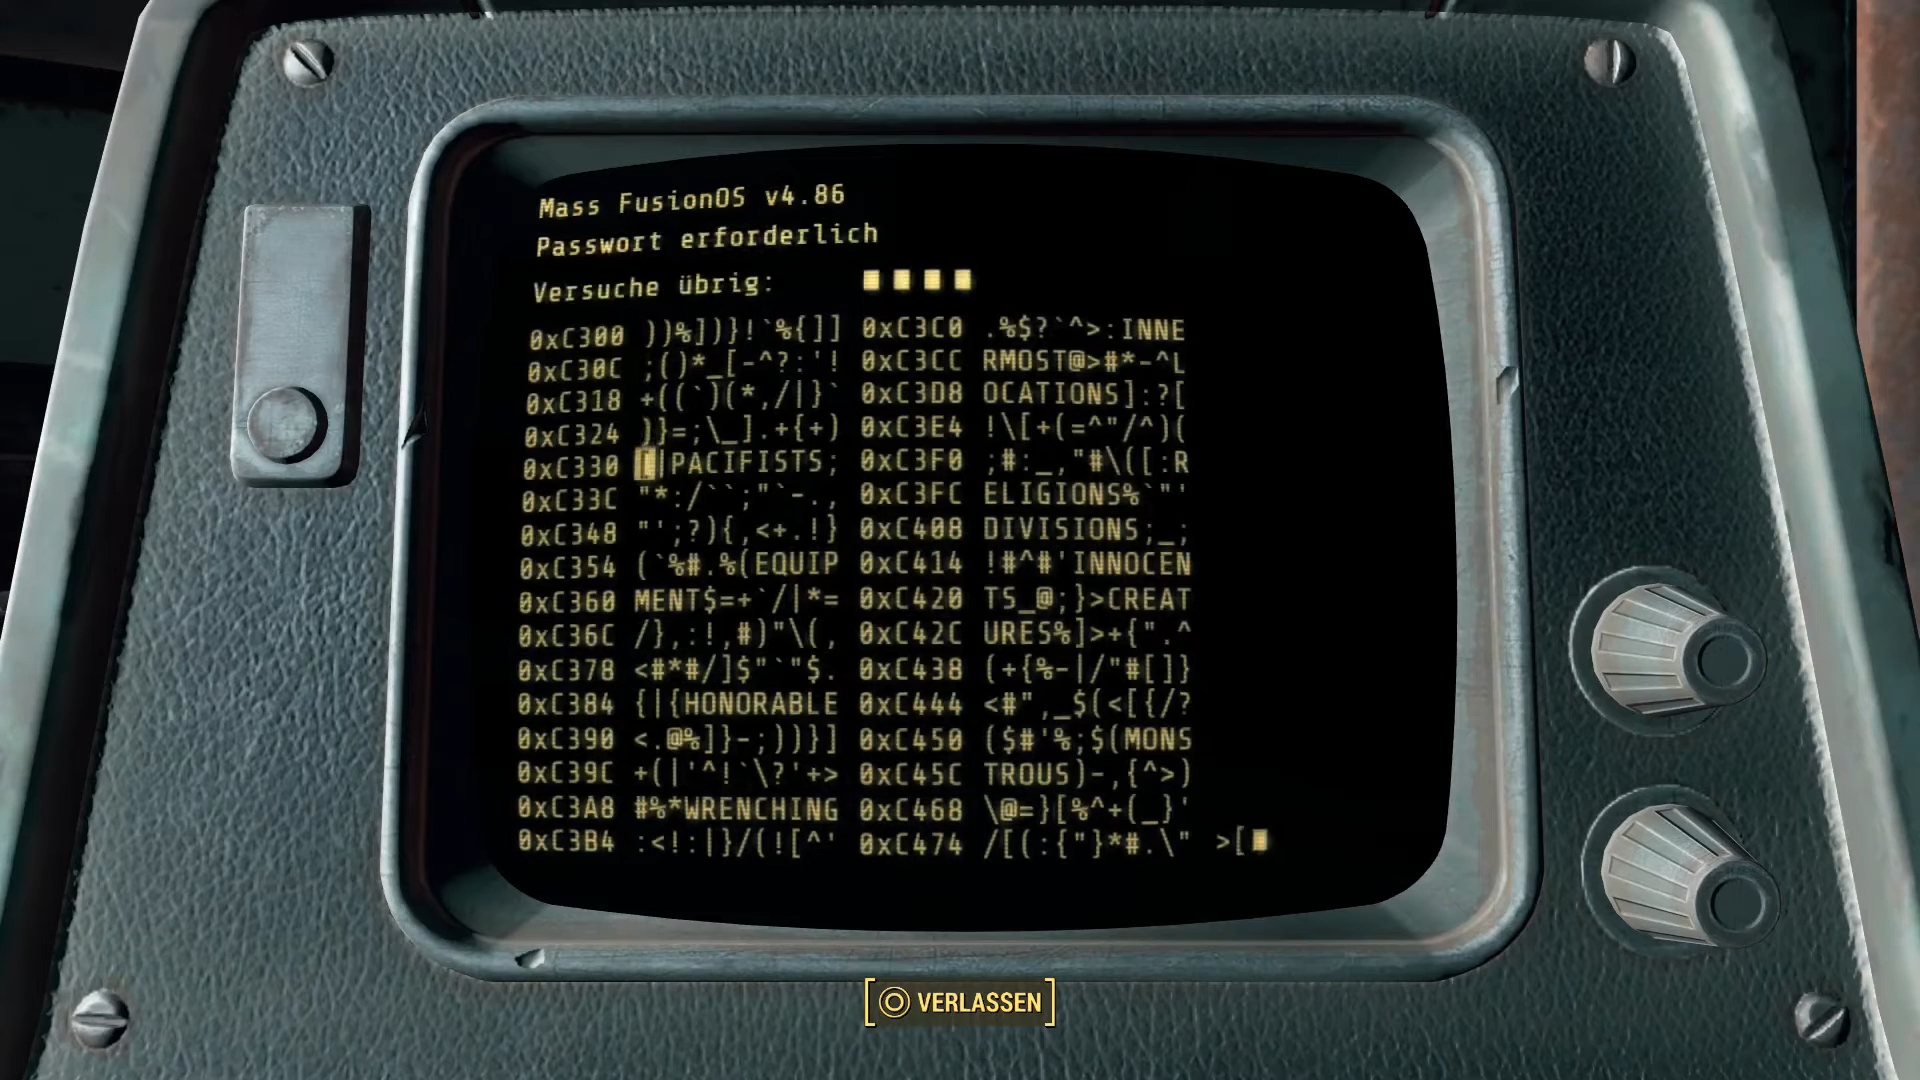 Mass FusionOS v4.86
Passwort erforderlich
Versuche übrig:
0xC300 ))%])}!`%{]] 0xC3C0 .%$?`^>:INNE
0xC30C ;()*_[-^?:'! 0xC3CC RMOST@>#*-^L
0xC318 +((`)(*,/|}` 0xC3D8 OCATIONS]:?[
0xC324 )}=;\_].+{+) 0xC3E4 !\[+(=^"/^)(
0xC330 [|PACIFISTS; 0xC3F0 ;#:_,"#\([:R
0xC33C "*:/``;"`-., 0xC3FC ELIGIONS%`"'
0xC348 "';?){,<+.!} 0xC408 DIVISIONS;_;
0xC354 (`%#.%(EQUIP 0xC414 !#^#'INNOCEN
0xC360 MENT$=+`/|*= 0xC420 TS_@;}>CREAT
0xC36C /},:!,#)"\(, 0xC42C URES%]>+{".^
0xC378 <#*#/]$"`"$. 0xC438 (+{%-|/"#[]}
0xC384 {|{HONORABLE 0xC444 <#",_$(<[{/?
0xC390 <.@%]}-;))}] 0xC450 ($#'%;$(MONS
0xC39C +(|'^!`\?'+> 0xC45C TROUS)-,{^>)
0xC3A8 #%*WRENCHING 0xC468 \@=}[%^+(_}'
0xC3B4 :<!:|}/(![^' 0xC474 /[(:{"}*#.\" >[
VERLASSEN